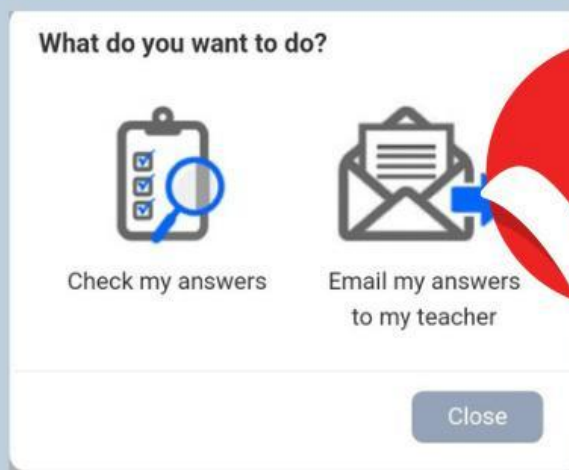 What do you want to do?
Check my answers
Email my answers
to my teacher
Close